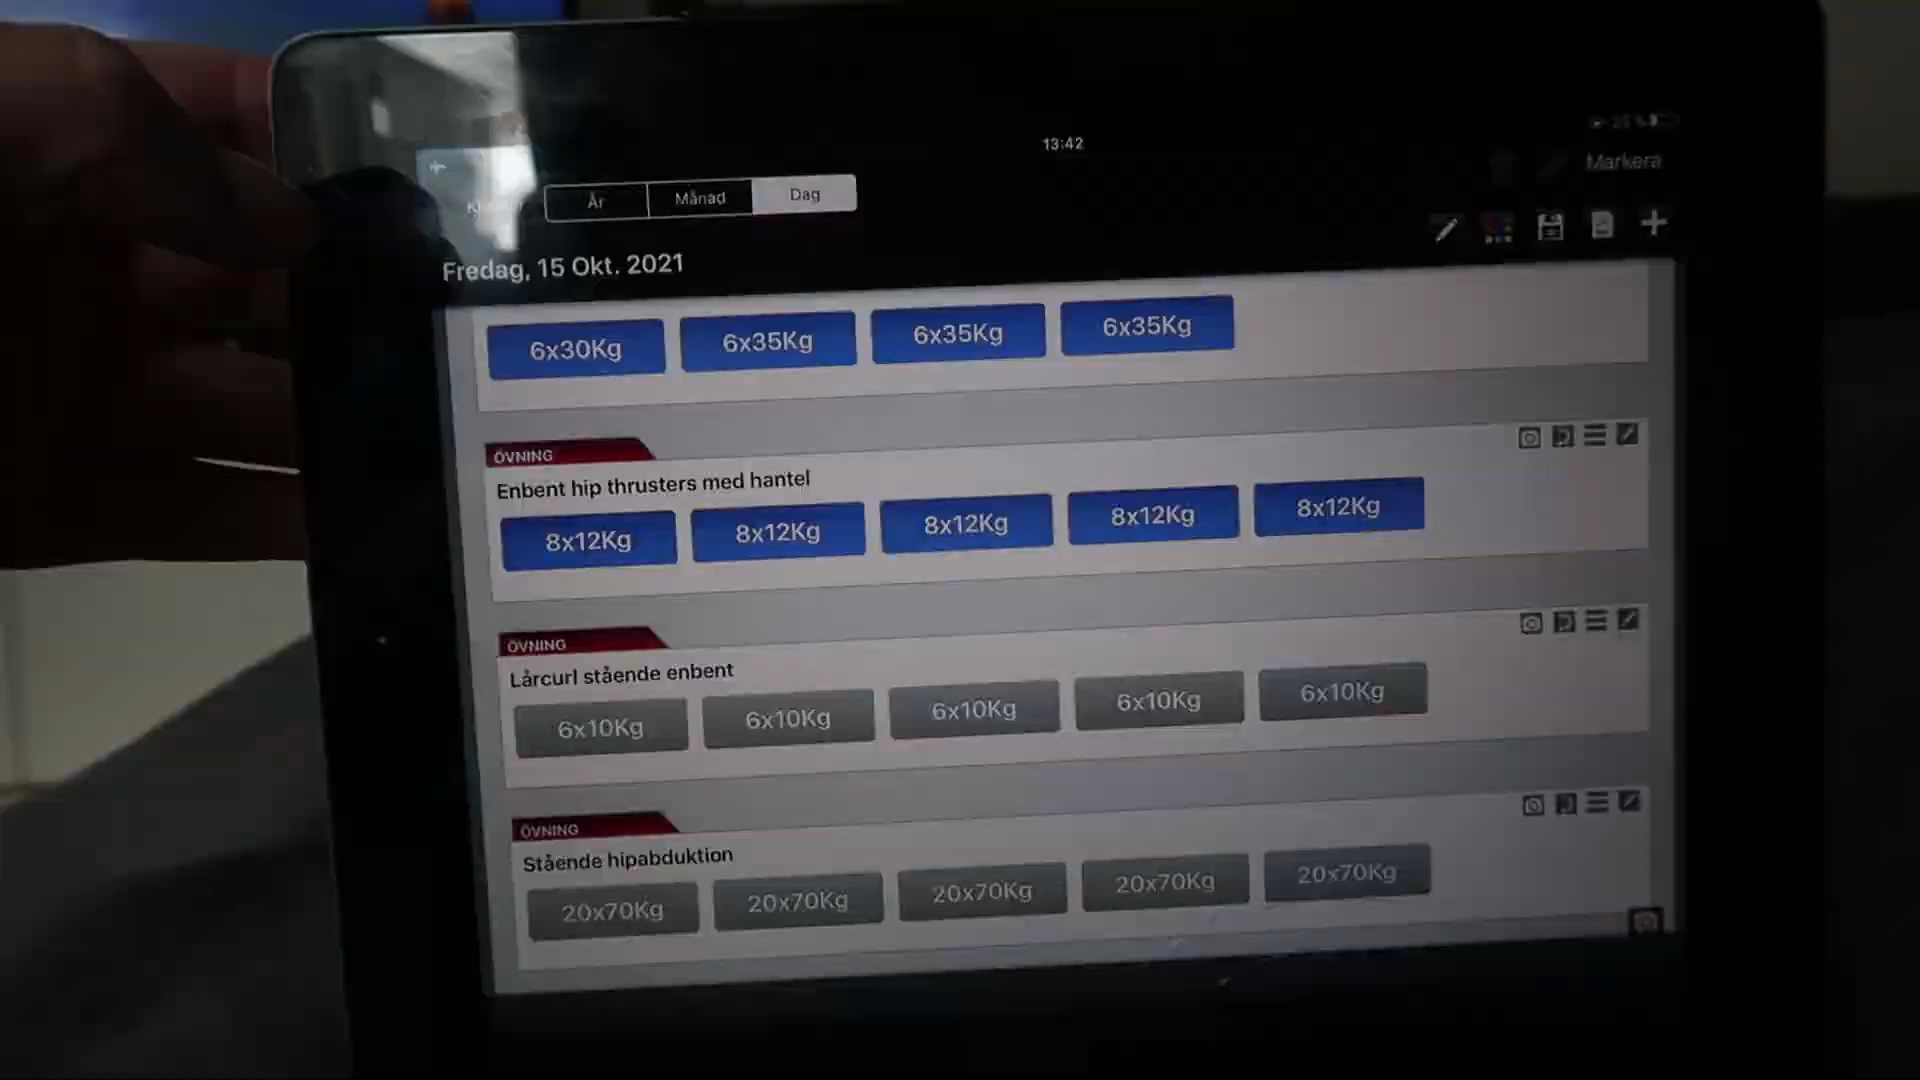 13:42
Markera
År Månad Dag
Fredag, 15 Okt. 2021
6x30Kg 6x35Kg 6x35Kg 6x35Kg
ÖVNING
Enbent hip thrusters med hantel
8x12Kg 8x12Kg 8x12Kg 8x12Kg 8x12Kg
ÖVNING
Lårcurl stående enbent
6x10Kg 6x10Kg 6x10Kg 6x10Kg 6x10Kg
ÖVNING
Stående hipabduktion
20x70Kg 20x70Kg 20x70Kg 20x70Kg 20x70Kg